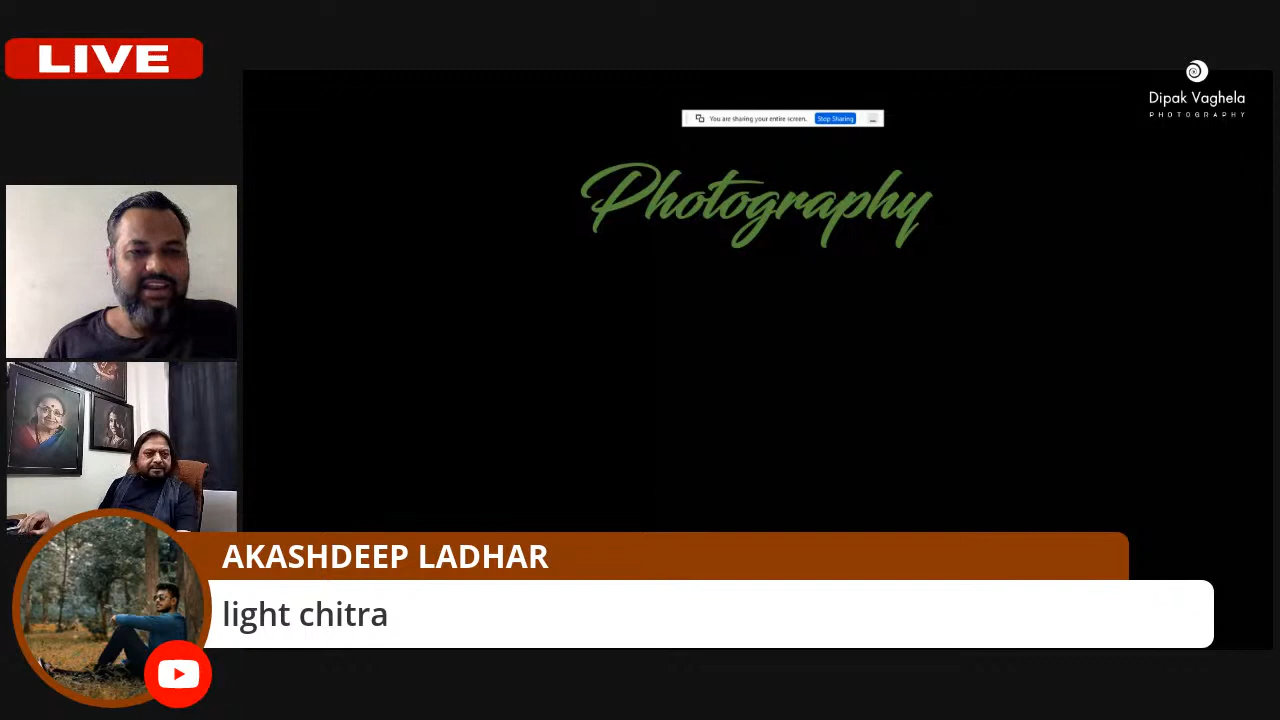 LIVE
Dipak Vaghela
PHOTOGRAPHY
You are sharing your entire screen.
Stop Sharing
Photography
AKASHDEEP LADHAR
light chitra